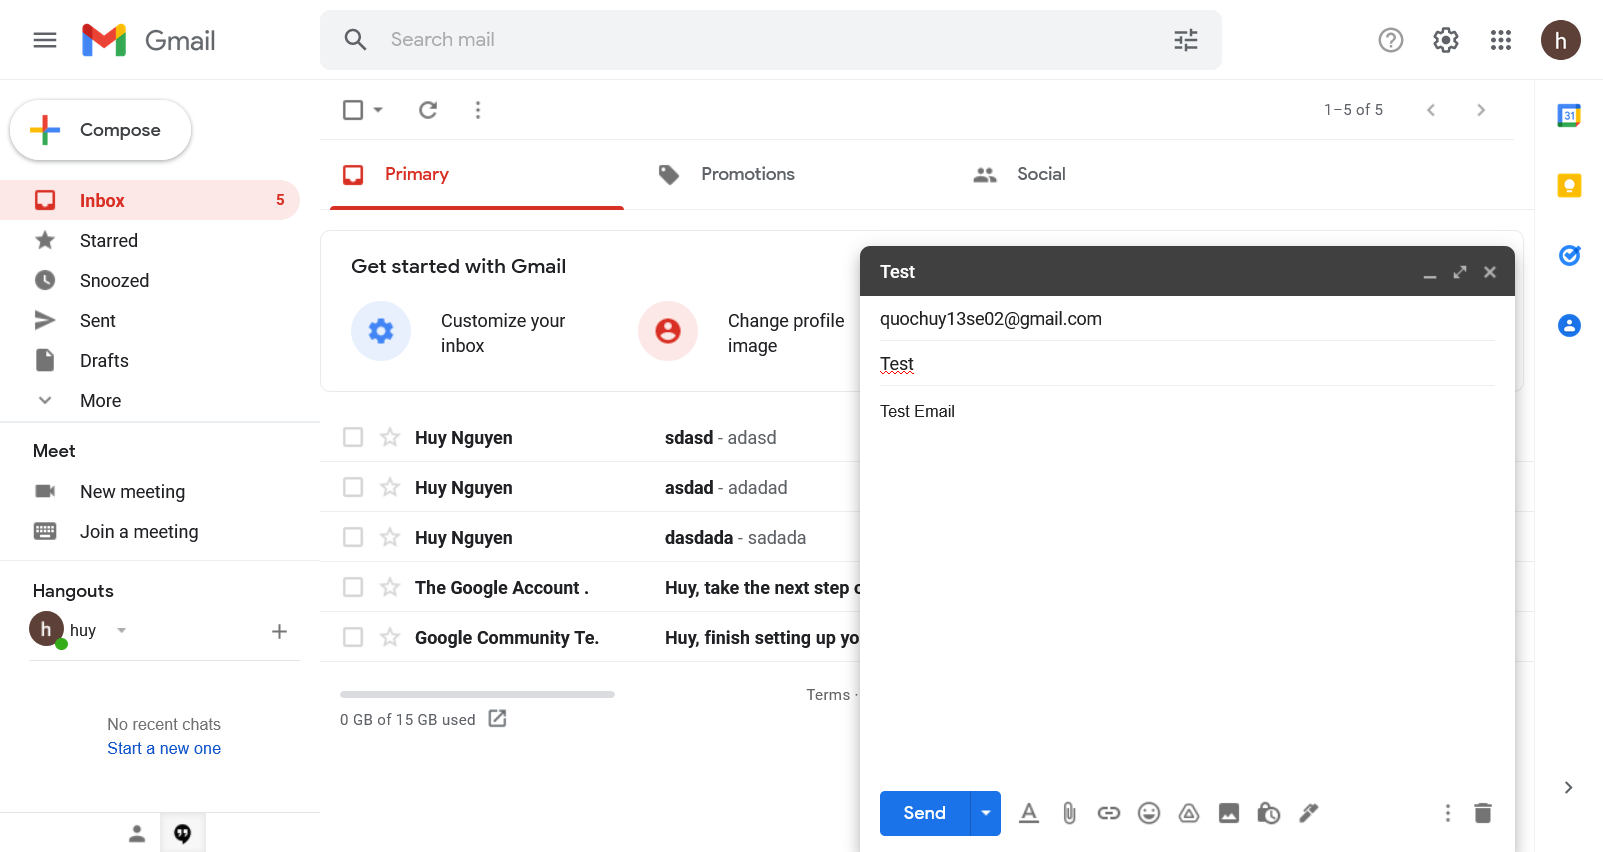 Gmail
Search mail
h
Compose
1–5 of 5
31
Inbox 5
Starred
Snoozed
Sent
Drafts
More
Primary
Promotions
Social
Get started with Gmail
Customize your
inbox
Change profile
image
Huy Nguyen sdasd - adasd
Huy Nguyen asdad - adadad
Huy Nguyen dasdada - sadada
The Google Account . Huy, take the next step
Google Community Te. Huy, finish setting up yo
0 GB of 15 GB used
Terms ·
Meet
New meeting
Join a meeting
Hangouts
h huy
No recent chats
Start a new one
Test
quochuy13se02@gmail.com
Test
Test Email
Send